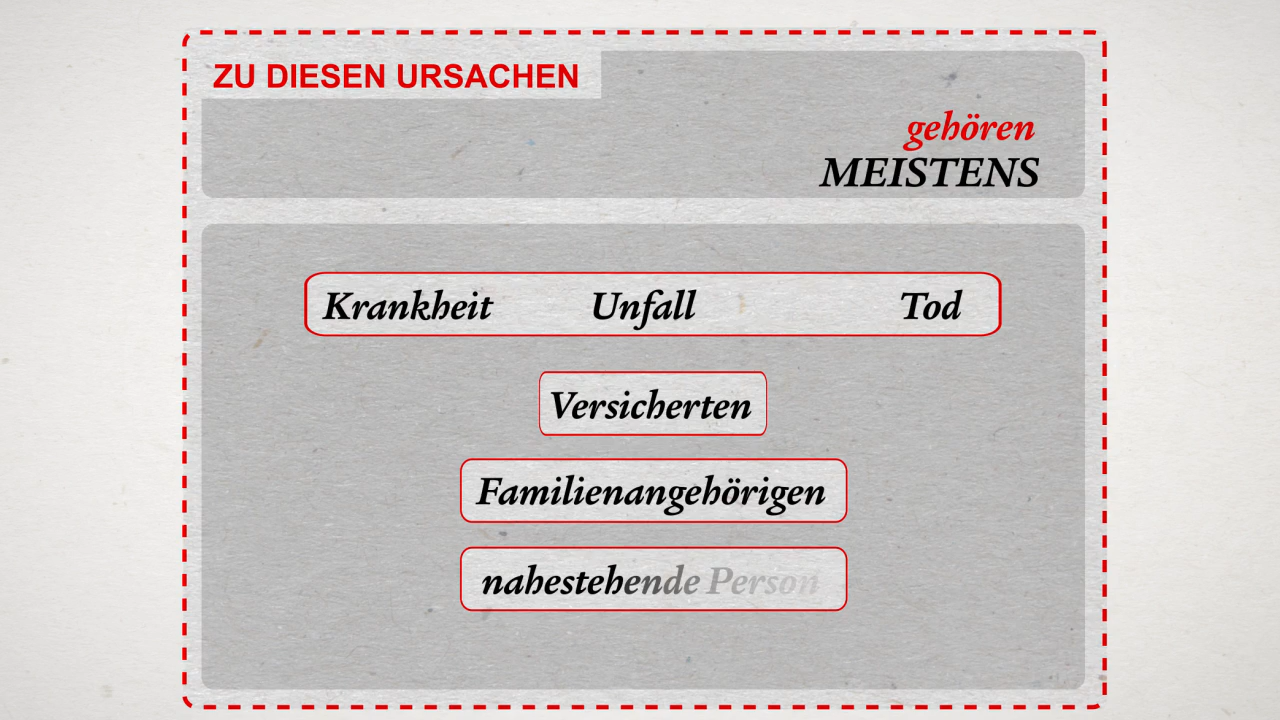 ZU DIESEN URSACHEN
gehören
MEISTENS
Krankheit Unfall Tod
Versicherten
Familienangehörigen
nahestehende Person